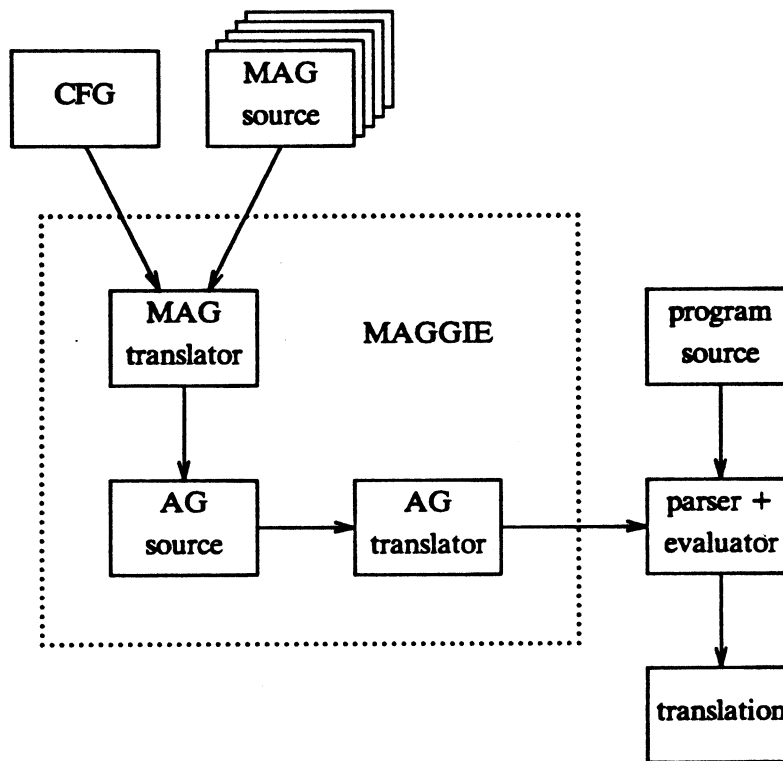 CFG
MAG
source
MAG
translator
MAGGIE
program
source
AG
source
AG
translator
parser +
evaluator
translation